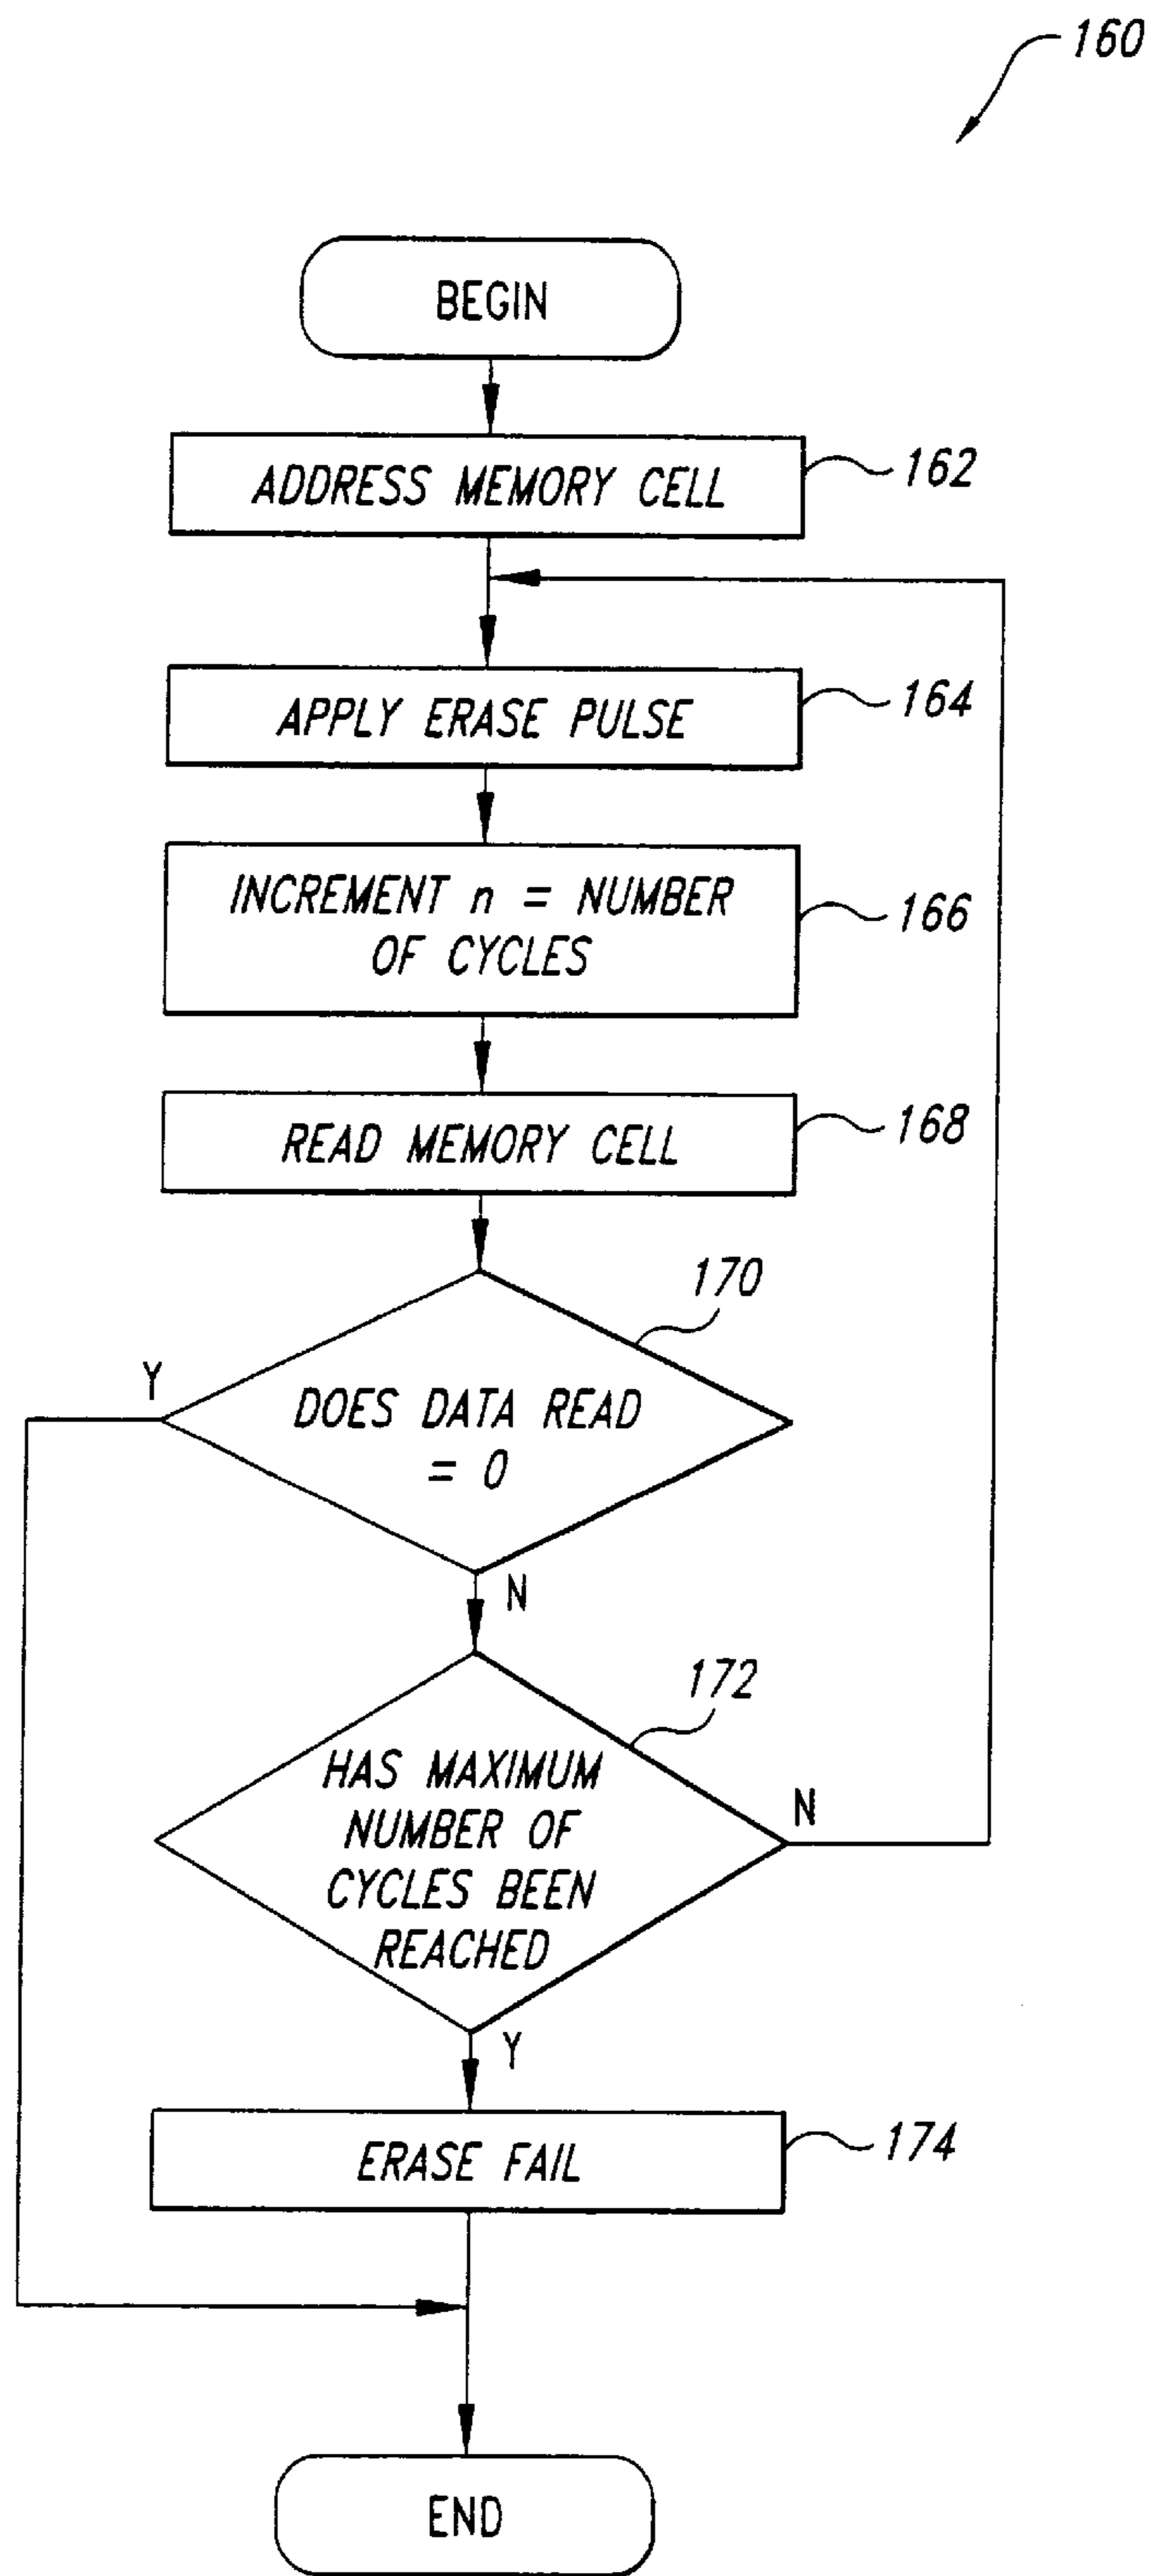 160
BEGIN
ADDRESS MEMORY CELL
162
APPLY ERASE PULSE
164
INCREMENT n = NUMBER
OF CYCLES
166
READ MEMORY CELL
168
170
Y
DOES DATA READ
= 0
N
172
HAS MAXIMUM
NUMBER OF
CYCLES BEEN
REACHED
N
Y
ERASE FAIL
174
END